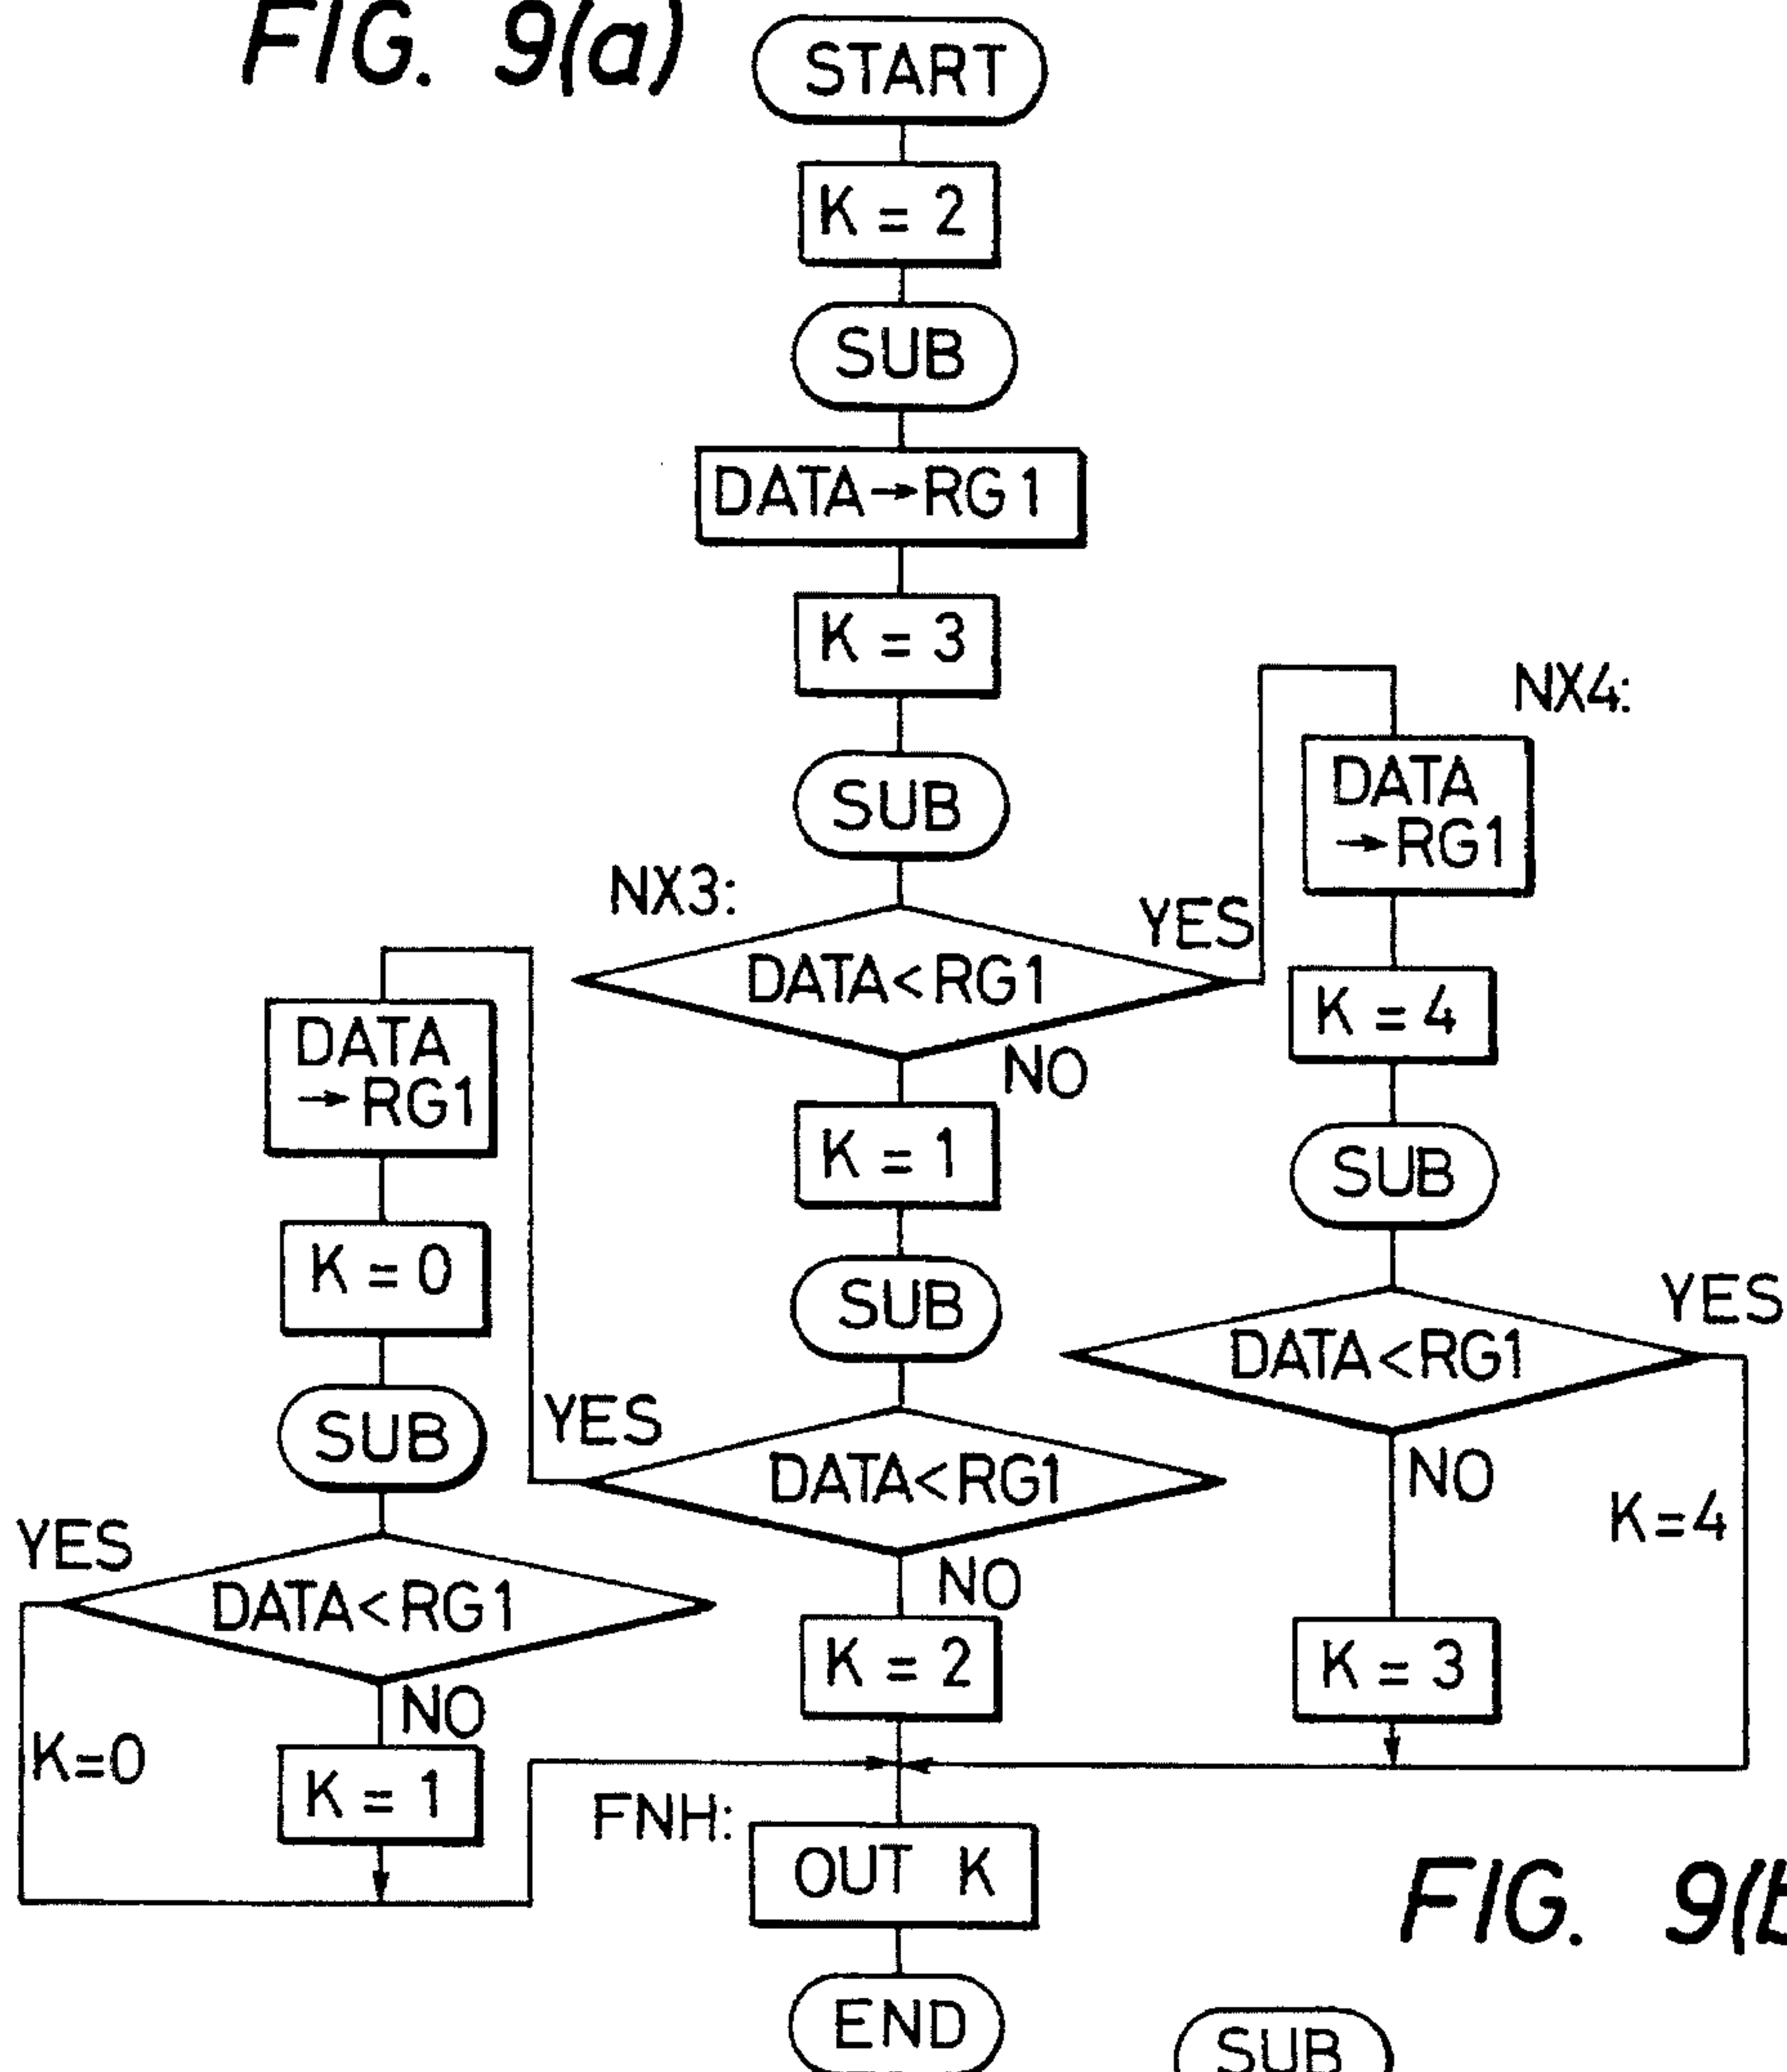 FIG. 9(a)
START
K = 2
SUB
DATA→RG1
K = 3
SUB
NX3:
DATA<RG1
YES
NO
NX4:
DATA
→RG1
K = 4
SUB
DATA<RG1
YES
NO
K=4
K = 3
K = 1
SUB
DATA<RG1
YES
NO
K = 2
DATA
→RG1
K = 0
SUB
DATA<RG1
YES
NO
K=0
K = 1
FNH:
OUT K
END
FIG. 9(b
SUB